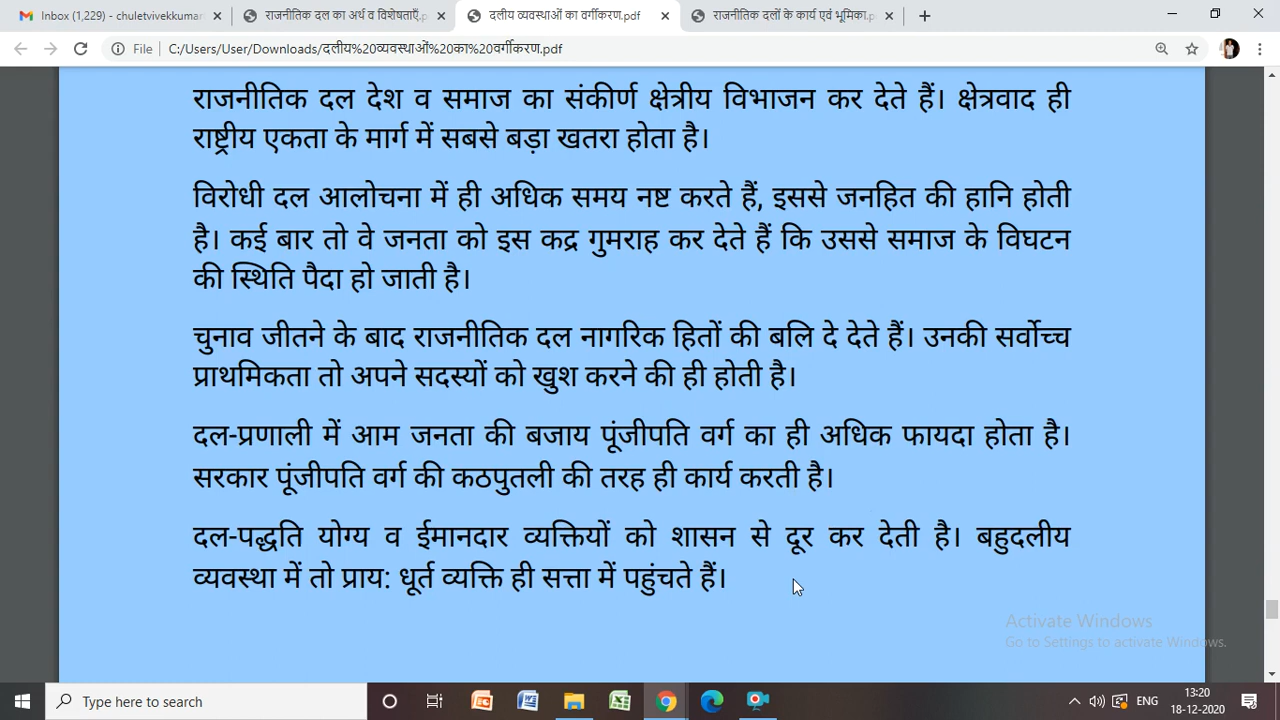 Inbox (1,229) - chuletvivekkumar
राजनीतिक दल का अर्थ व विशेषताएँ.p
दलीय व्यवस्थाओं का वर्गीकरण.pdf
राजनीतिक दलों के कार्य एवं भूमिका.p
File
C:/Users/User/Downloads/दलीय%20व्यवस्थाओं%20का%20वर्गीकरण.pdf
राजनीतिक दल देश व समाज का संकीर्ण क्षेत्रीय विभाजन कर देते हैं। क्षेत्रवाद ही
राष्ट्रीय एकता के मार्ग में सबसे बड़ा खतरा होता है।
विरोधी दल आलोचना में ही अधिक समय नष्ट करते हैं, इससे जनहित की हानि होती
है। कई बार तो वे जनता को इस कद्र गुमराह कर देते हैं कि उससे समाज के विघटन
की स्थिति पैदा हो जाती है।
चुनाव जीतने के बाद राजनीतिक दल नागरिक हितों की बलि दे देते हैं। उनकी सर्वोच्च
प्राथमिकता तो अपने सदस्यों को खुश करने की ही होती है।
दल-प्रणाली में आम जनता की बजाय पूंजीपति वर्ग का ही अधिक फायदा होता है।
सरकार पूंजीपति वर्ग की कठपुतली की तरह ही कार्य करती है।
दल-पद्धति योग्य व ईमानदार व्यक्तियों को शासन से दूर कर देती है। बहुदलीय
व्यवस्था में तो प्राय: धूर्त व्यक्ति ही सत्ता में पहुंचते हैं।
Activate Windows
Go to Settings to activate Windows.
Type here to search
ENG
13:20
18-12-2020